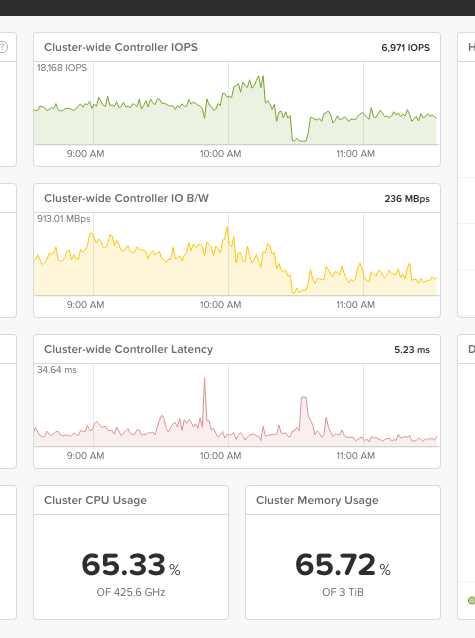 ?
Cluster-wide Controller IOPS 6,971 IOPS
H
18,168 IOPS
9:00 AM 10:00 AM 11:00 AM
Cluster-wide Controller IO B/W 236 MBps
913.01 MBps
9:00 AM 10:00 AM 11:00 AM
Cluster-wide Controller Latency 5.23 ms
D
34.64 ms
9:00 AM 10:00 AM 11:00 AM
Cluster CPU Usage
65.33 %
OF 425.6 GHz
Cluster Memory Usage
65.72 %
OF 3 TiB